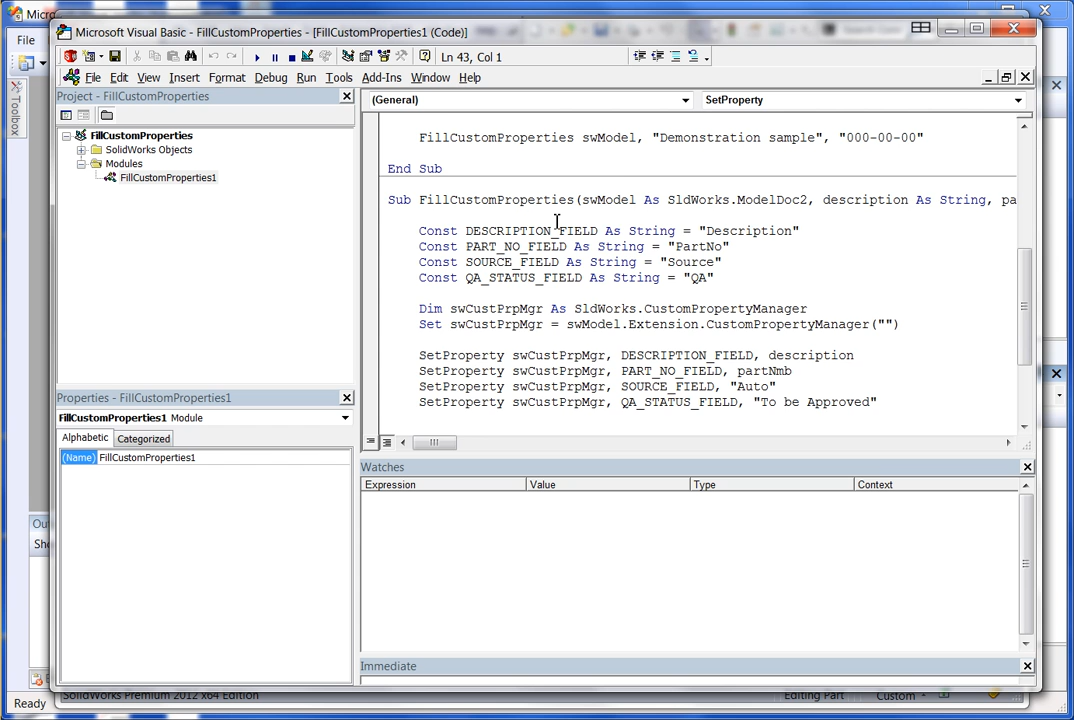 Micro
File
Toolbox
Microsoft Visual Basic - FillCustomProperties - [FillCustomProperties1 (Code)]
Ln 43, Col 1
File Edit View Insert Format Debug Run Tools Add-Ins Window Help
Project - FillCustomProperties
FillCustomProperties
SolidWorks Objects
Modules
FillCustomProperties1
Properties - FillCustomProperties1
FillCustomProperties1 Module
Alphabetic Categorized
(Name) FillCustomProperties1
(General) SetProperty
FillCustomProperties swModel, "Demonstration sample", "000-00-00"
End Sub
Sub FillCustomProperties(swModel As SldWorks.ModelDoc2, description As String, pa
Const DESCRIPTION_FIELD As String = "Description"
Const PART_NO_FIELD As String = "PartNo"
Const SOURCE_FIELD As String = "Source"
Const QA_STATUS_FIELD As String = "QA"
Dim swCustPrpMgr As SldWorks.CustomPropertyManager
Set swCustPrpMgr = swModel.Extension.CustomPropertyManager("")
SetProperty swCustPrpMgr, DESCRIPTION_FIELD, description
SetProperty swCustPrpMgr, PART_NO_FIELD, partNmb
SetProperty swCustPrpMgr, SOURCE_FIELD, "Auto"
SetProperty swCustPrpMgr, QA_STATUS_FIELD, "To be Approved"
Watches
Expression Value Type Context
Immediate
Out
Sho
Ready
SolidWorks Premium 2012 x64 Edition
Editing Part Custom